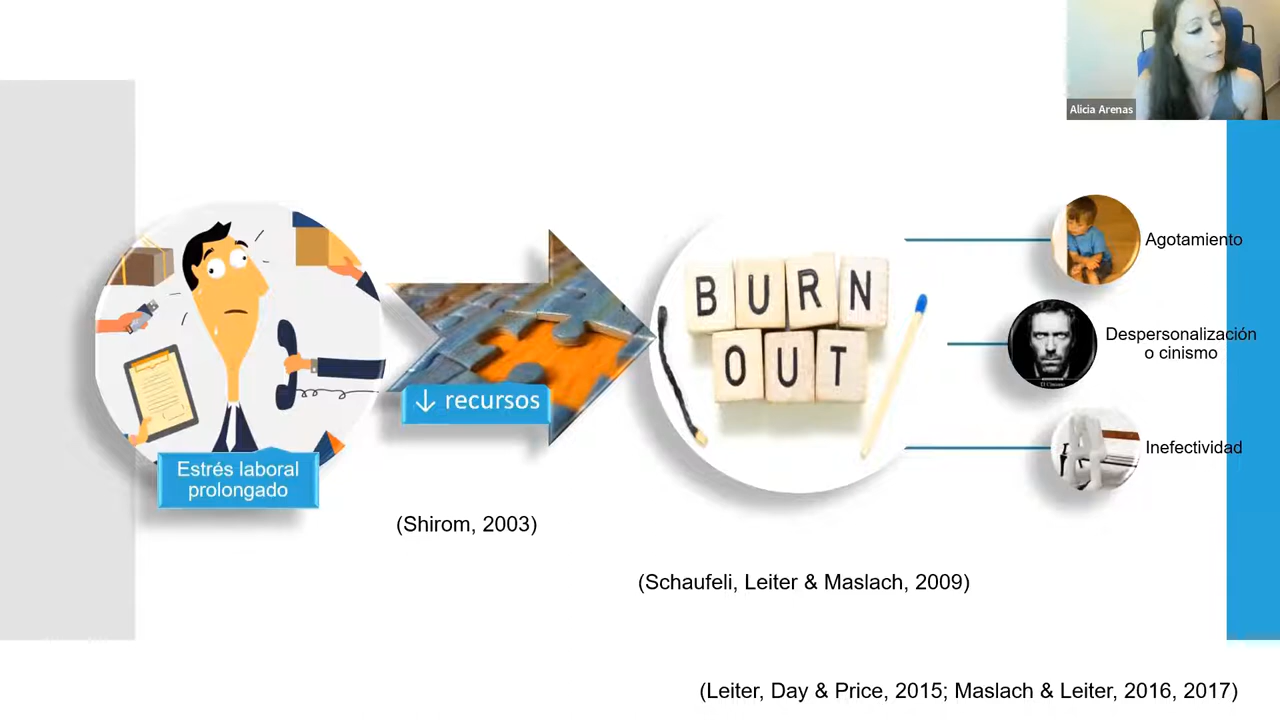 Alicia Arenas
BURN
OUT
Agotamiento
Despersonalización
o cinismo
Inefectividad
↓ recursos
Estrés laboral
prolongado
(Shirom, 2003)
(Schaufeli, Leiter & Maslach, 2009)
(Leiter, Day & Price, 2015; Maslach & Leiter, 2016, 2017)